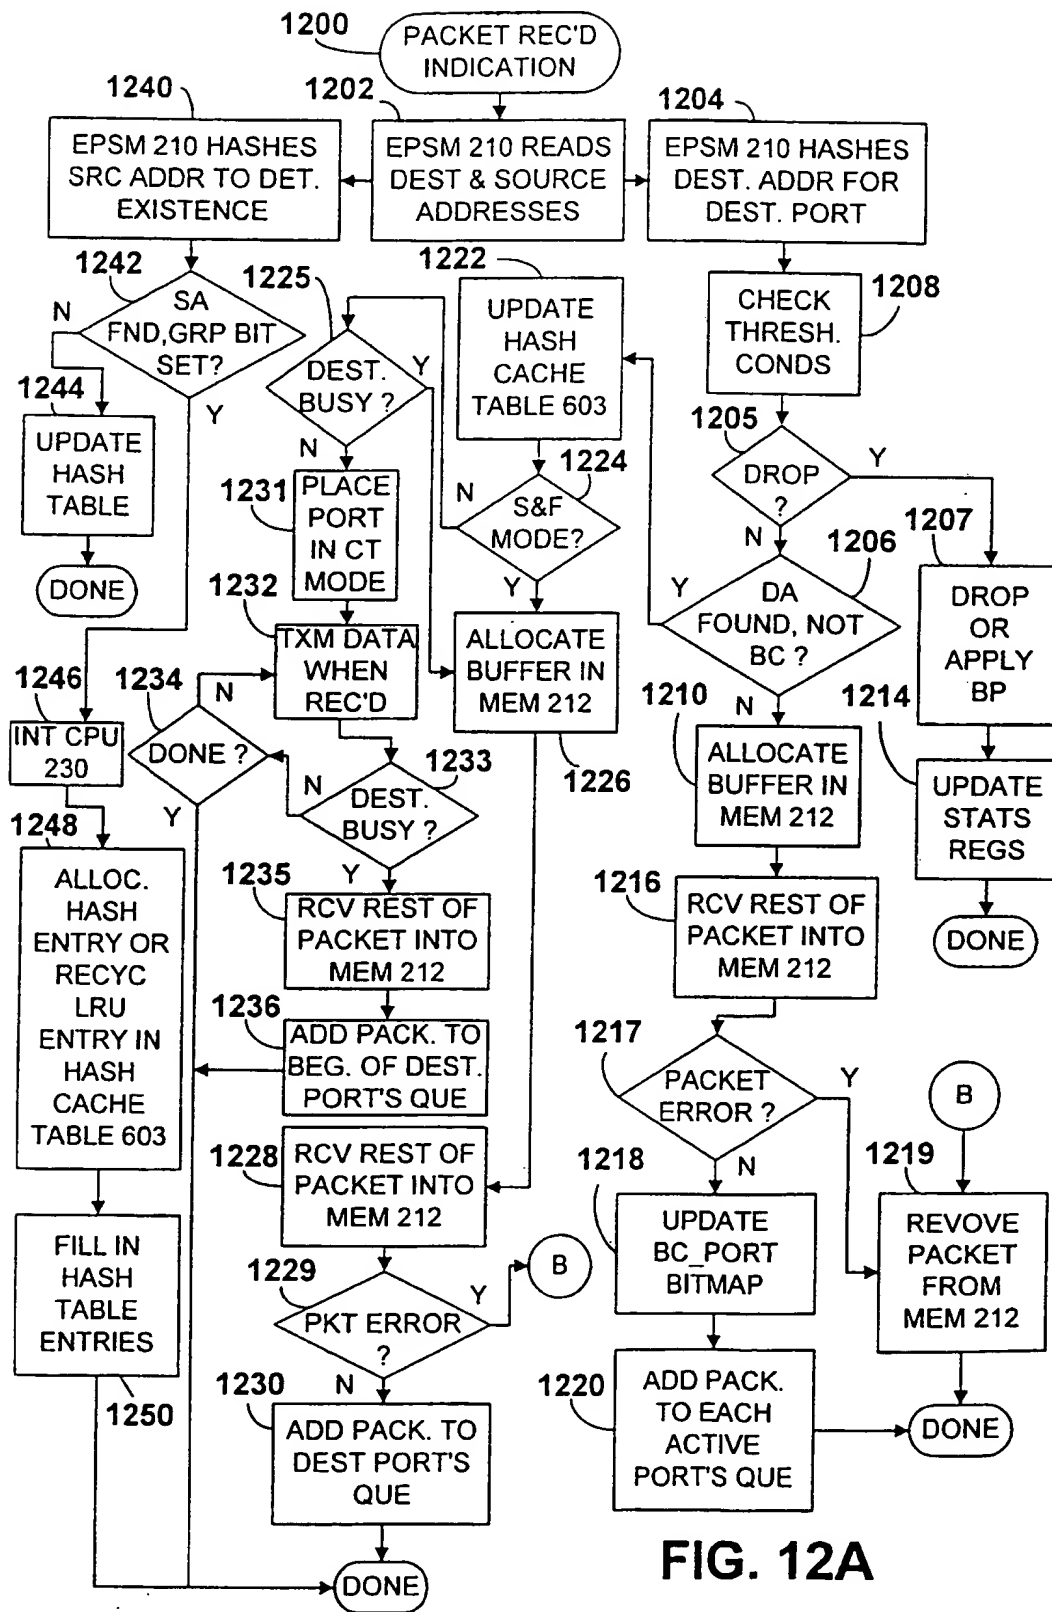 1200
PACKET REC'D
INDICATION
1240
1202
1204
EPSM 210 HASHES
SRC ADDR TO DET.
EXISTENCE
EPSM 210 READS
DEST & SOURCE
ADDRESSES
EPSM 210 HASHES
DEST. ADDR FOR
DEST. PORT
1242
SA
FND,GRP BIT
SET?
N
Y
1244
UPDATE
HASH
TABLE
DONE
1246
INT CPU
230
1248
ALLOC.
HASH
ENTRY OR
RECYC
LRU
ENTRY IN
HASH
CACHE
TABLE 603
FILL IN
HASH
TABLE
ENTRIES
1250
1225
DEST.
BUSY ?
Y
N
1231
PLACE
PORT
IN CT
MODE
1232
TXM DATA
WHEN
REC'D
1234
N
DONE ?
Y
1233
DEST.
BUSY ?
N
Y
1235
RCV REST OF
PACKET INTO
MEM 212
1236
ADD PACK. TO
BEG. OF DEST.
PORT'S QUE
1222
UPDATE
HASH
CACHE
TABLE 603
1224
N
S&F
MODE?
Y
ALLOCATE
BUFFER IN
MEM 212
1226
1228
RCV REST OF
PACKET INTO
MEM 212
1229
PKT ERROR
?
Y
B
N
1230
ADD PACK. TO
DEST PORT'S
QUE
DONE
CHECK
THRESH.
CONDS
1208
1205
DROP
?
Y
N
1206
DA
FOUND, NOT
BC ?
Y
N
1207
DROP
OR
APPLY
BP
1214
UPDATE
STATS
REGS
DONE
1210
ALLOCATE
BUFFER IN
MEM 212
1216
RCV REST OF
PACKET INTO
MEM 212
1217
PACKET
ERROR ?
Y
N
1218
UPDATE
BC_PORT
BITMAP
B
1219
REVOVE
PACKET
FROM
MEM 212
1220
ADD PACK.
TO EACH
ACTIVE
PORT'S QUE
DONE
FIG. 12A